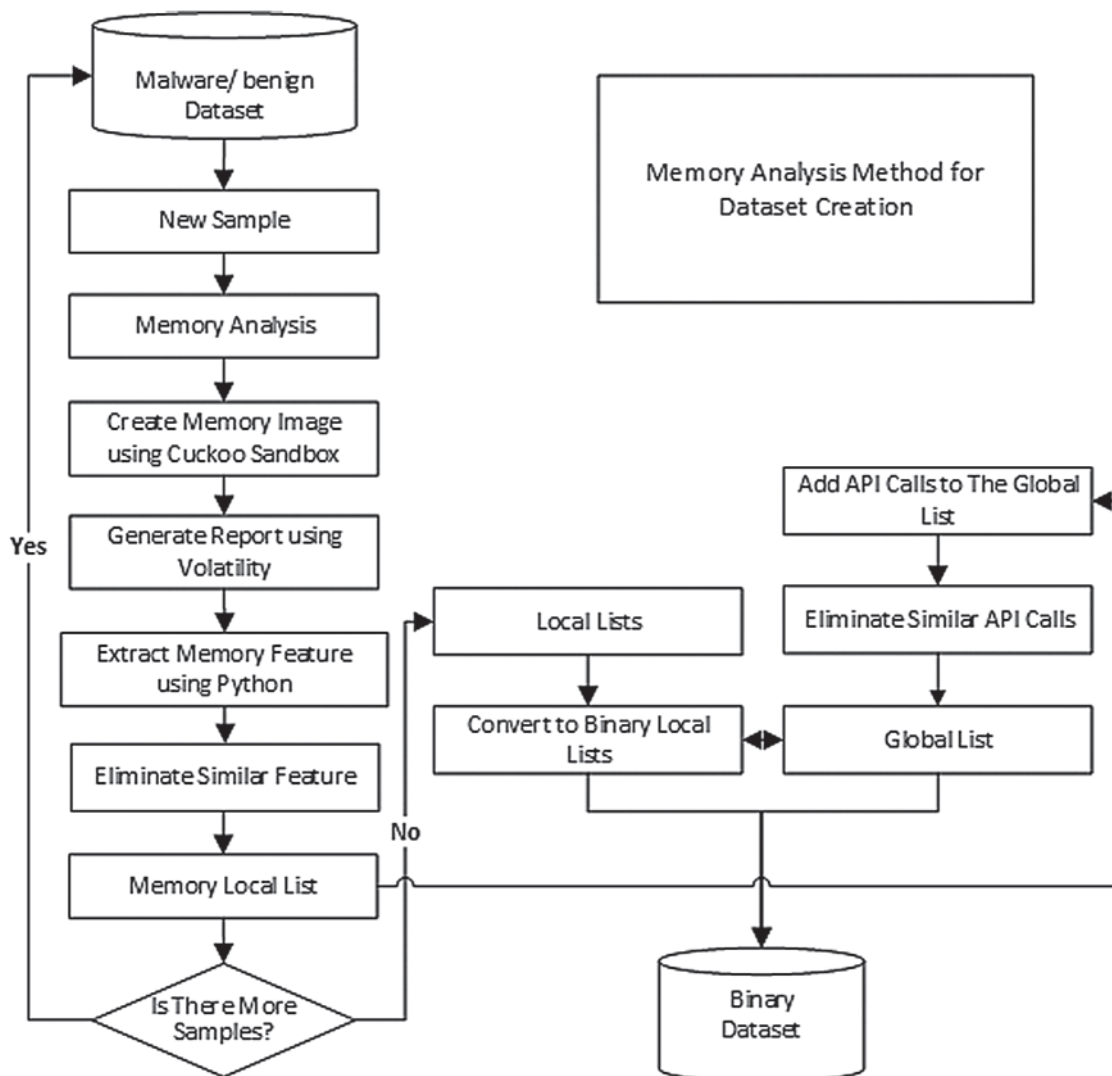 Malware/ benign
Dataset
New Sample
Memory Analysis
Create Memory Image
using Cuckoo Sandbox
Generate Report using
Volatility
Extract Memory Feature
using Python
Eliminate Similar Feature
Memory Local List
Is There More
Samples?
Yes
No
Memory Analysis Method for
Dataset Creation
Local Lists
Convert to Binary Local
Lists
Add API Calls to The Global
List
Eliminate Similar API Calls
Global List
Binary
Dataset